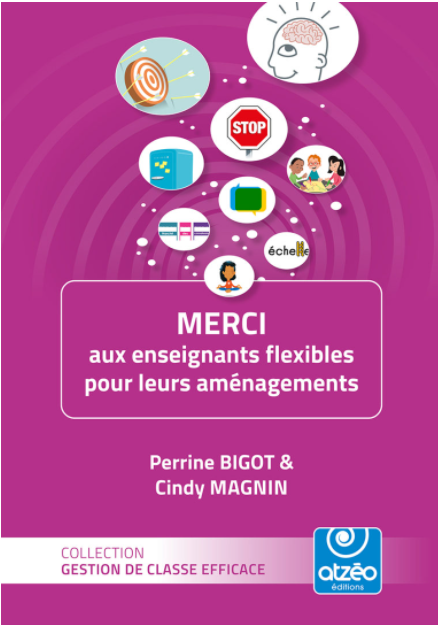 STOP
échelle
MERCI
aux enseignants flexibles
pour leurs aménagements
Perrine BIGOT &
Cindy MAGNIN
COLLECTION
GESTION DE CLASSE EFFICACE
atzéo
éditions